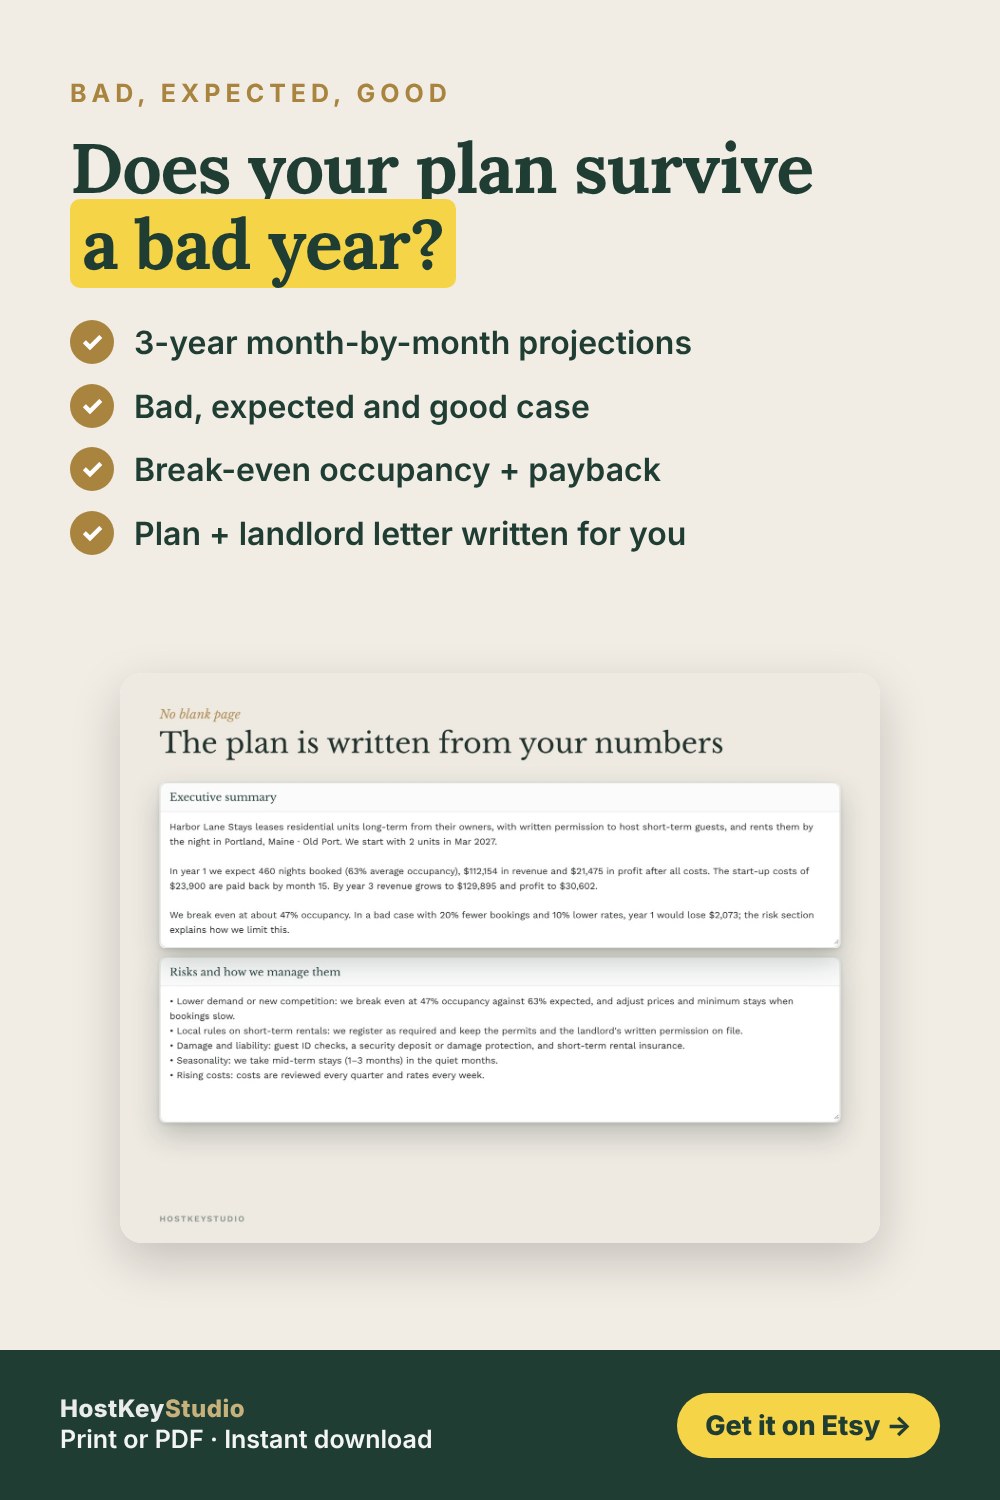 BAD, EXPECTED, GOOD
Does your plan survive
a bad year?
3-year month-by-month projections
Bad, expected and good case
Break-even occupancy + payback
Plan + landlord letter written for you
No blank page
The plan is written from your numbers
Executive summary
Harbor Lane Stays leases residential units long-term from their owners, with written permission to host short-term guests, and rents them by
the night in Portland, Maine · Old Port. We start with 2 units in Mar 2027.
In year 1 we expect 460 nights booked (63% average occupancy), $112,154 in revenue and $21,475 in profit after all costs. The start-up costs of
$23,900 are paid back by month 15. By year 3 revenue grows to $129,895 and profit to $30,602.
We break even at about 47% occupancy. In a bad case with 20% fewer bookings and 10% lower rates, year 1 would lose $2,073; the risk section
explains how we limit this.
Risks and how we manage them
• Lower demand or new competition: we break even at 47% occupancy against 63% expected, and adjust prices and minimum stays when
bookings slow.
• Local rules on short-term rentals: we register as required and keep the permits and the landlord's written permission on file.
• Damage and liability: guest ID checks, a security deposit or damage protection, and short-term rental insurance.
• Seasonality: we take mid-term stays (1–3 months) in the quiet months.
• Rising costs: costs are reviewed every quarter and rates every week.
HOSTKEYSTUDIO
HostKeyStudio
Print or PDF · Instant download
Get it on Etsy →